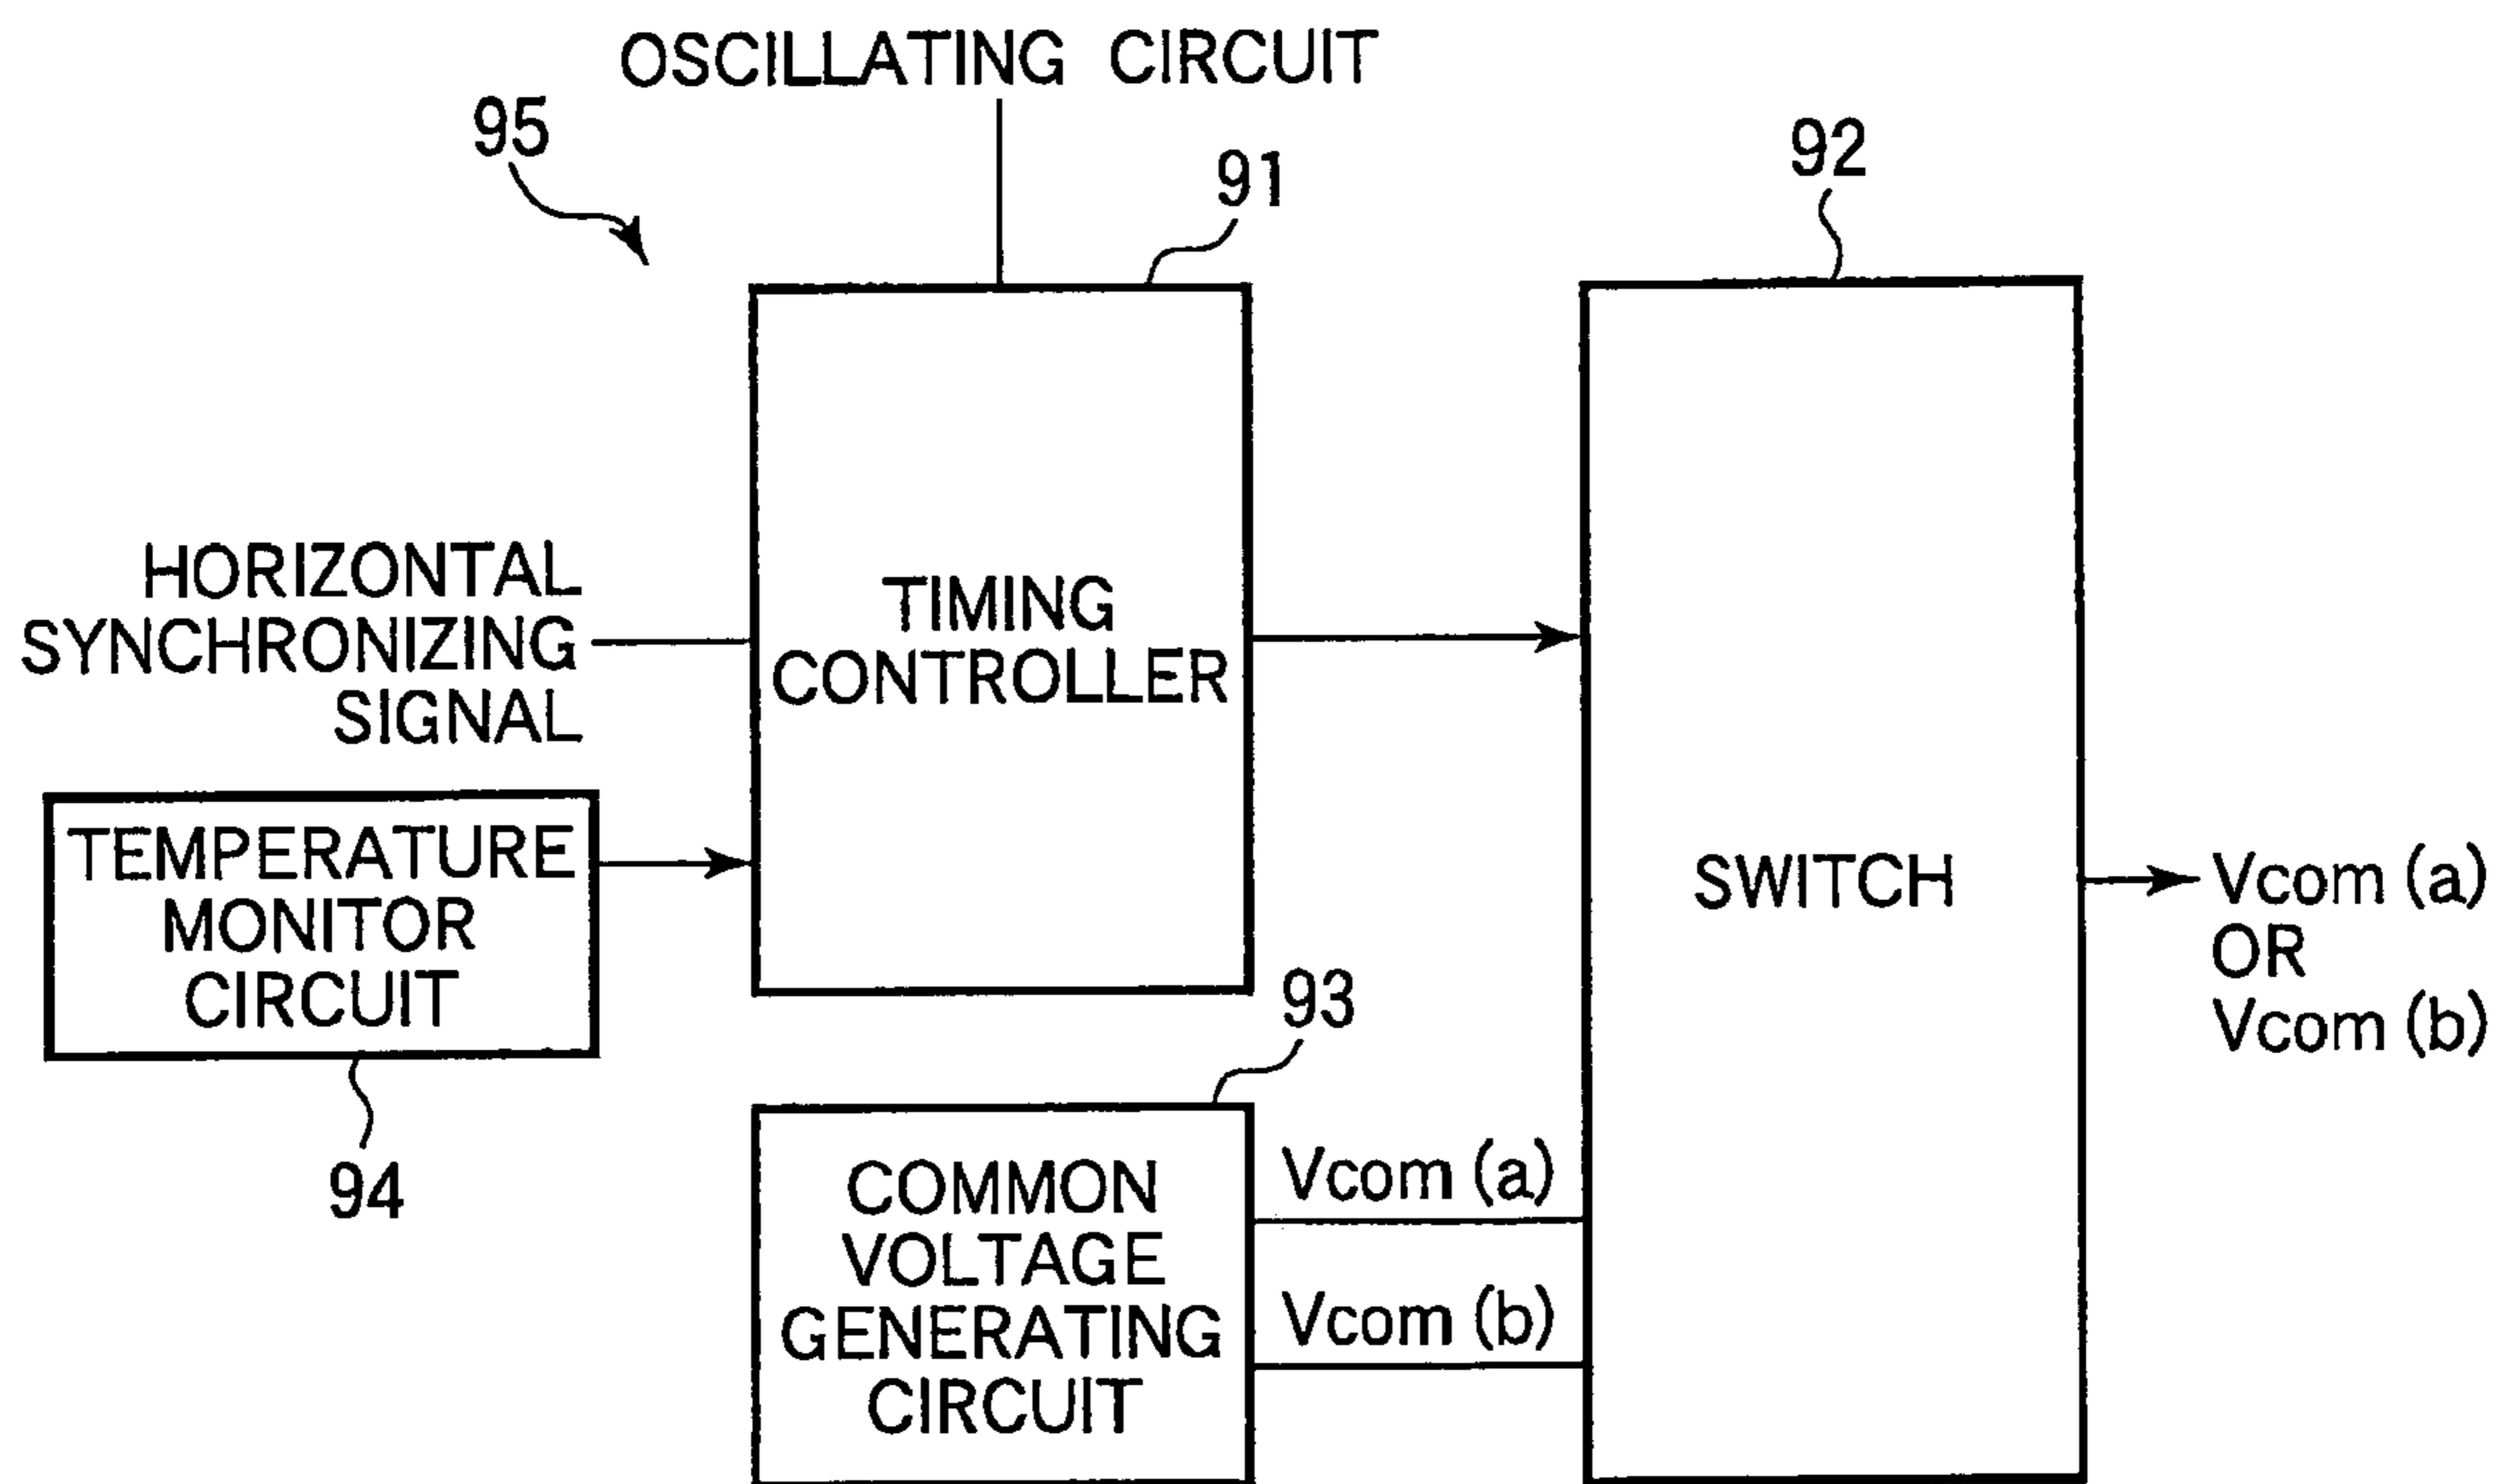 OSCILLATING CIRCUIT
95
91
92
HORIZONTAL
SYNCHRONIZING
SIGNAL
TIMING
CONTROLLER
TEMPERATURE
MONITOR
CIRCUIT
94
SWITCH
Vcom (a)
OR
Vcom (b)
93
COMMON
VOLTAGE
GENERATING
CIRCUIT
Vcom (a)
Vcom (b)